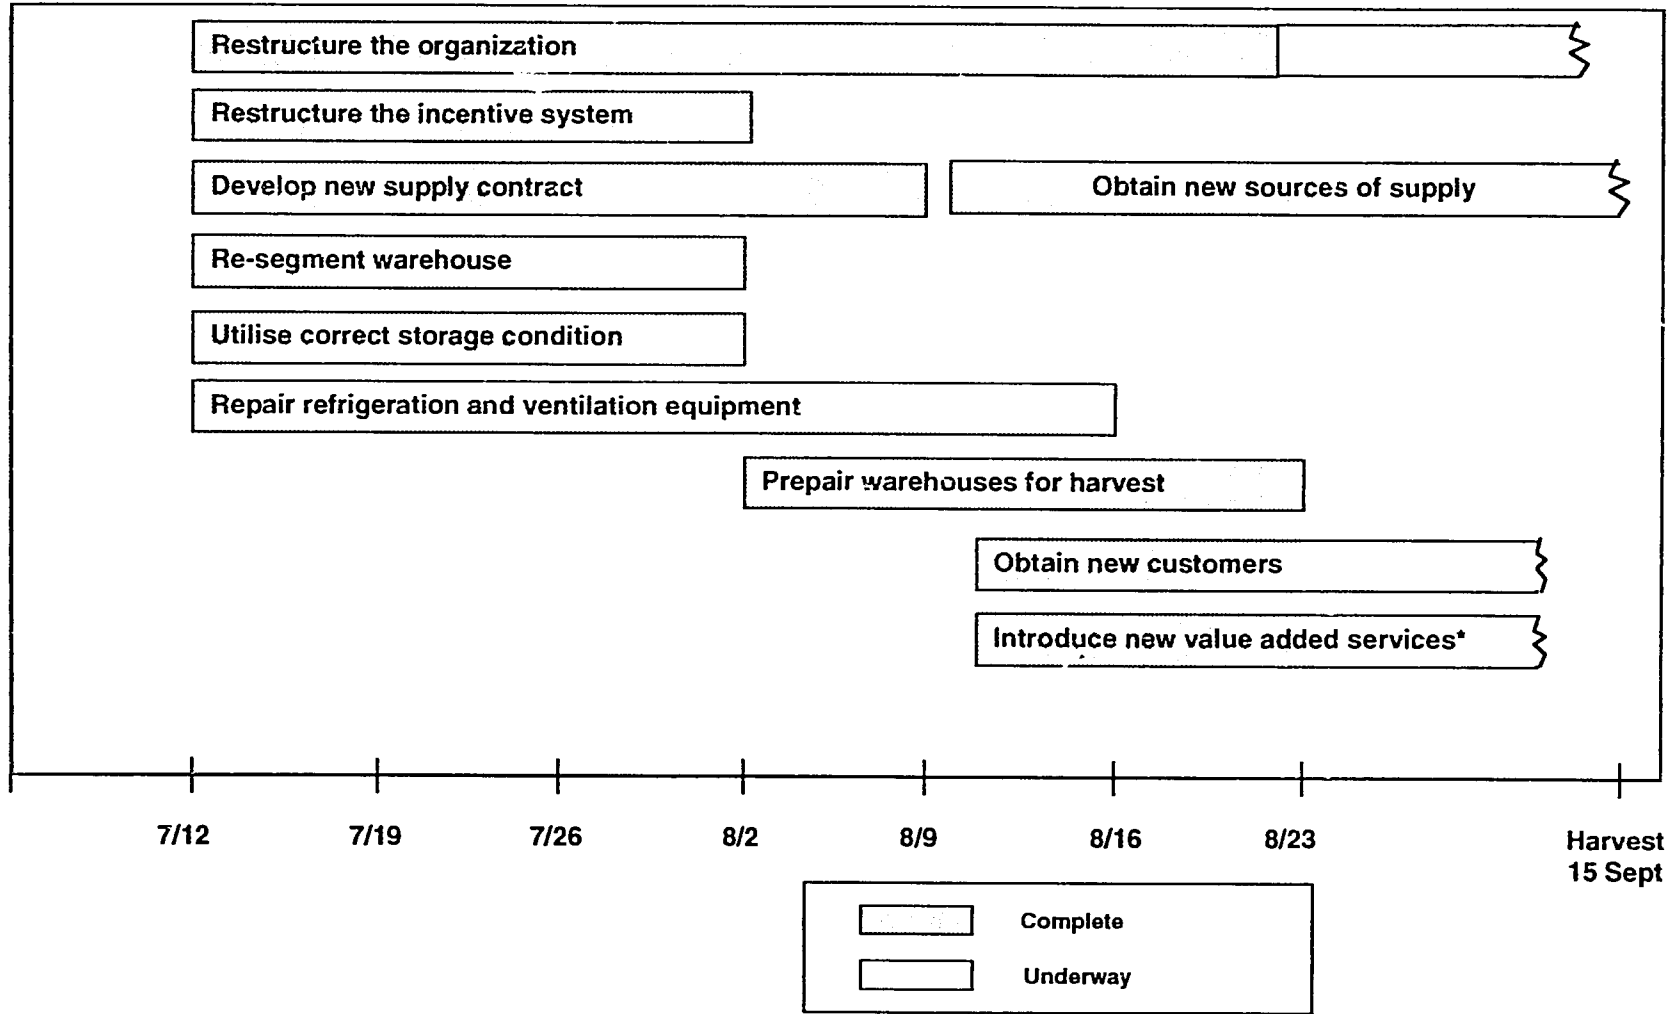 Restructure the organization
Restructure the incentive system
Develop new supply contract
Obtain new sources of supply
Re-segment warehouse
Utilise correct storage condition
Repair refrigeration and ventilation equipment
Prepair warehouses for harvest
Obtain new customers
Introduce new value added services*
7/12 7/19 7/26 8/2 8/9 8/16 8/23 Harvest
15 Sept
Complete
Underway